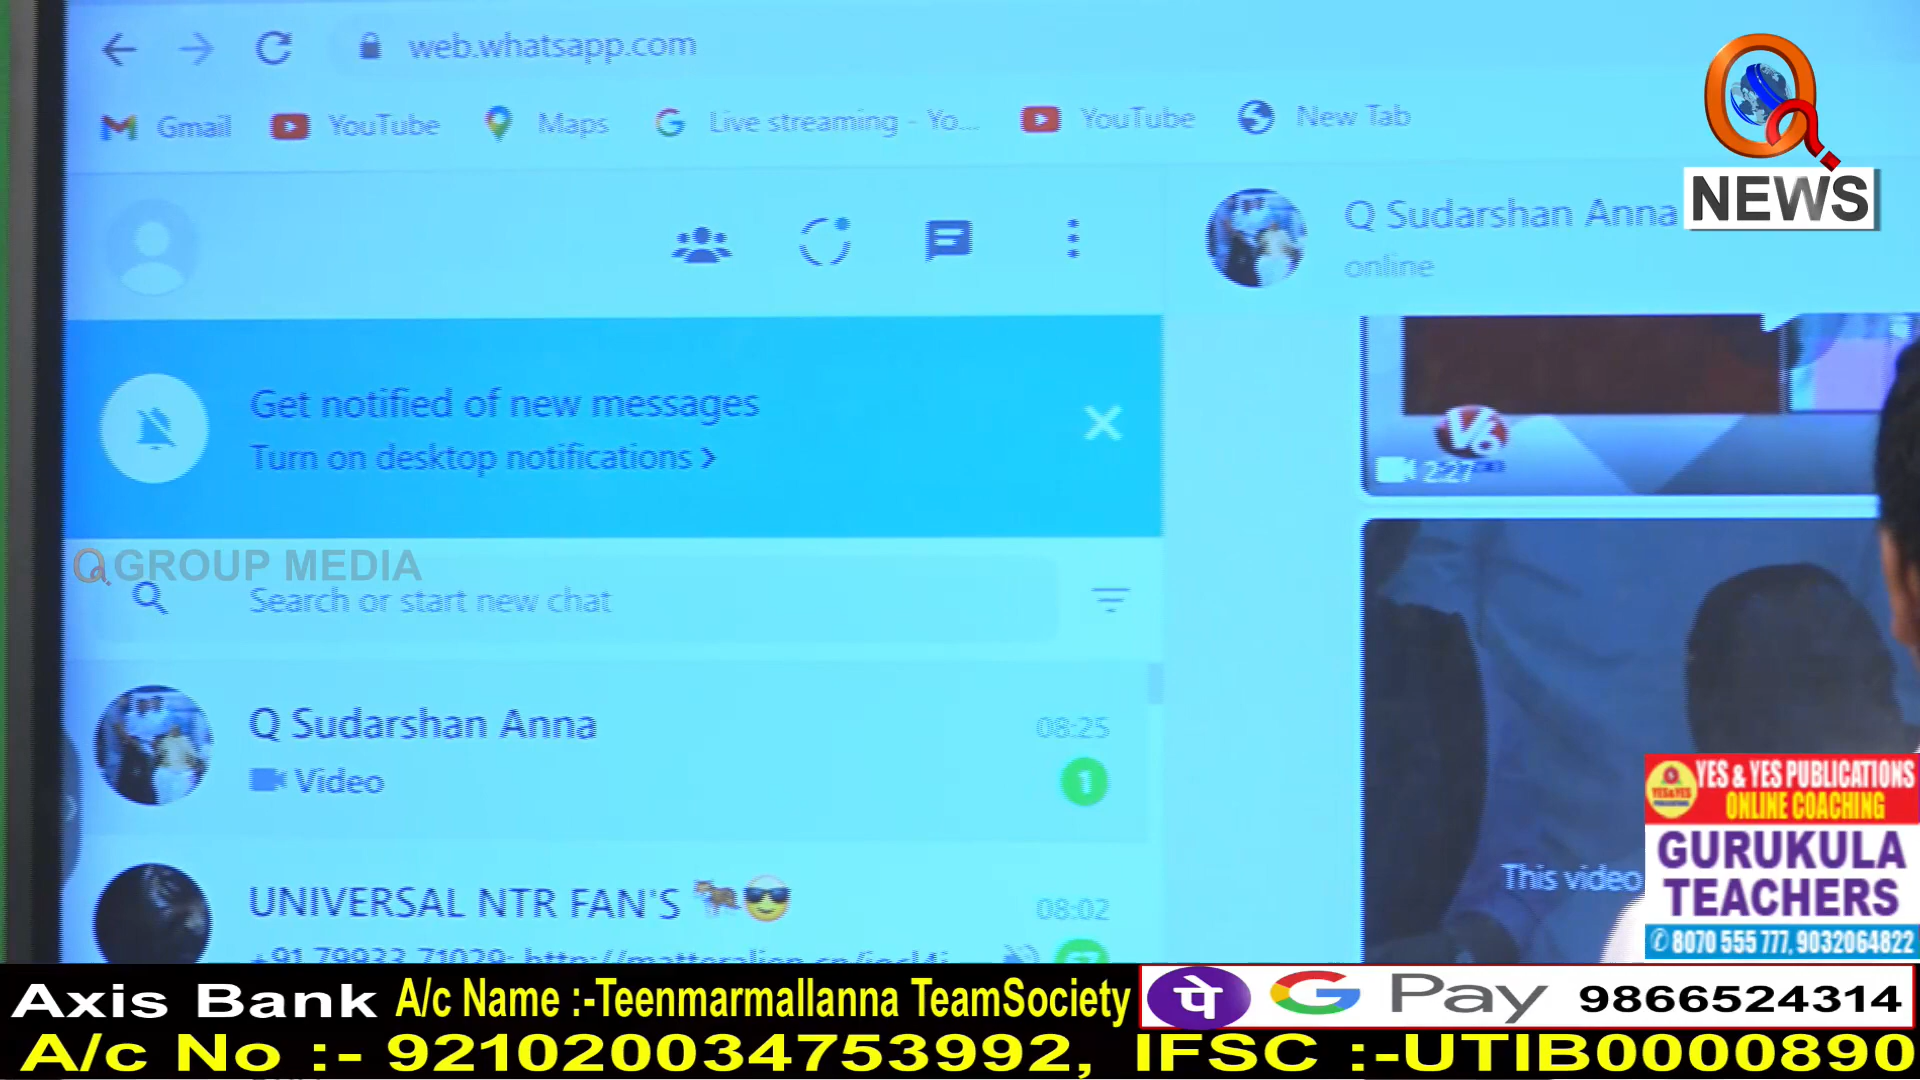 web.whatsapp.com
Gmail YouTube Maps Live streaming - Yo... YouTube New Tab
NEWS
Q Sudarshan Anna
online
Get notified of new messages
Turn on desktop notifications >
V6
2:27
Q GROUP MEDIA
Search or start new chat
Q Sudarshan Anna 08:25
Video 1
UNIVERSAL NTR FAN'S 🐅😎 08:02
This video
YES & YES PUBLICATIONS
ONLINE COACHING
GURUKULA
TEACHERS
8070 555 777, 9032064822
Axis Bank A/c Name :-Teenmarmallanna TeamSociety पे G Pay 9866524314
A/c No :- 921020034753992, IFSC :-UTIB0000890